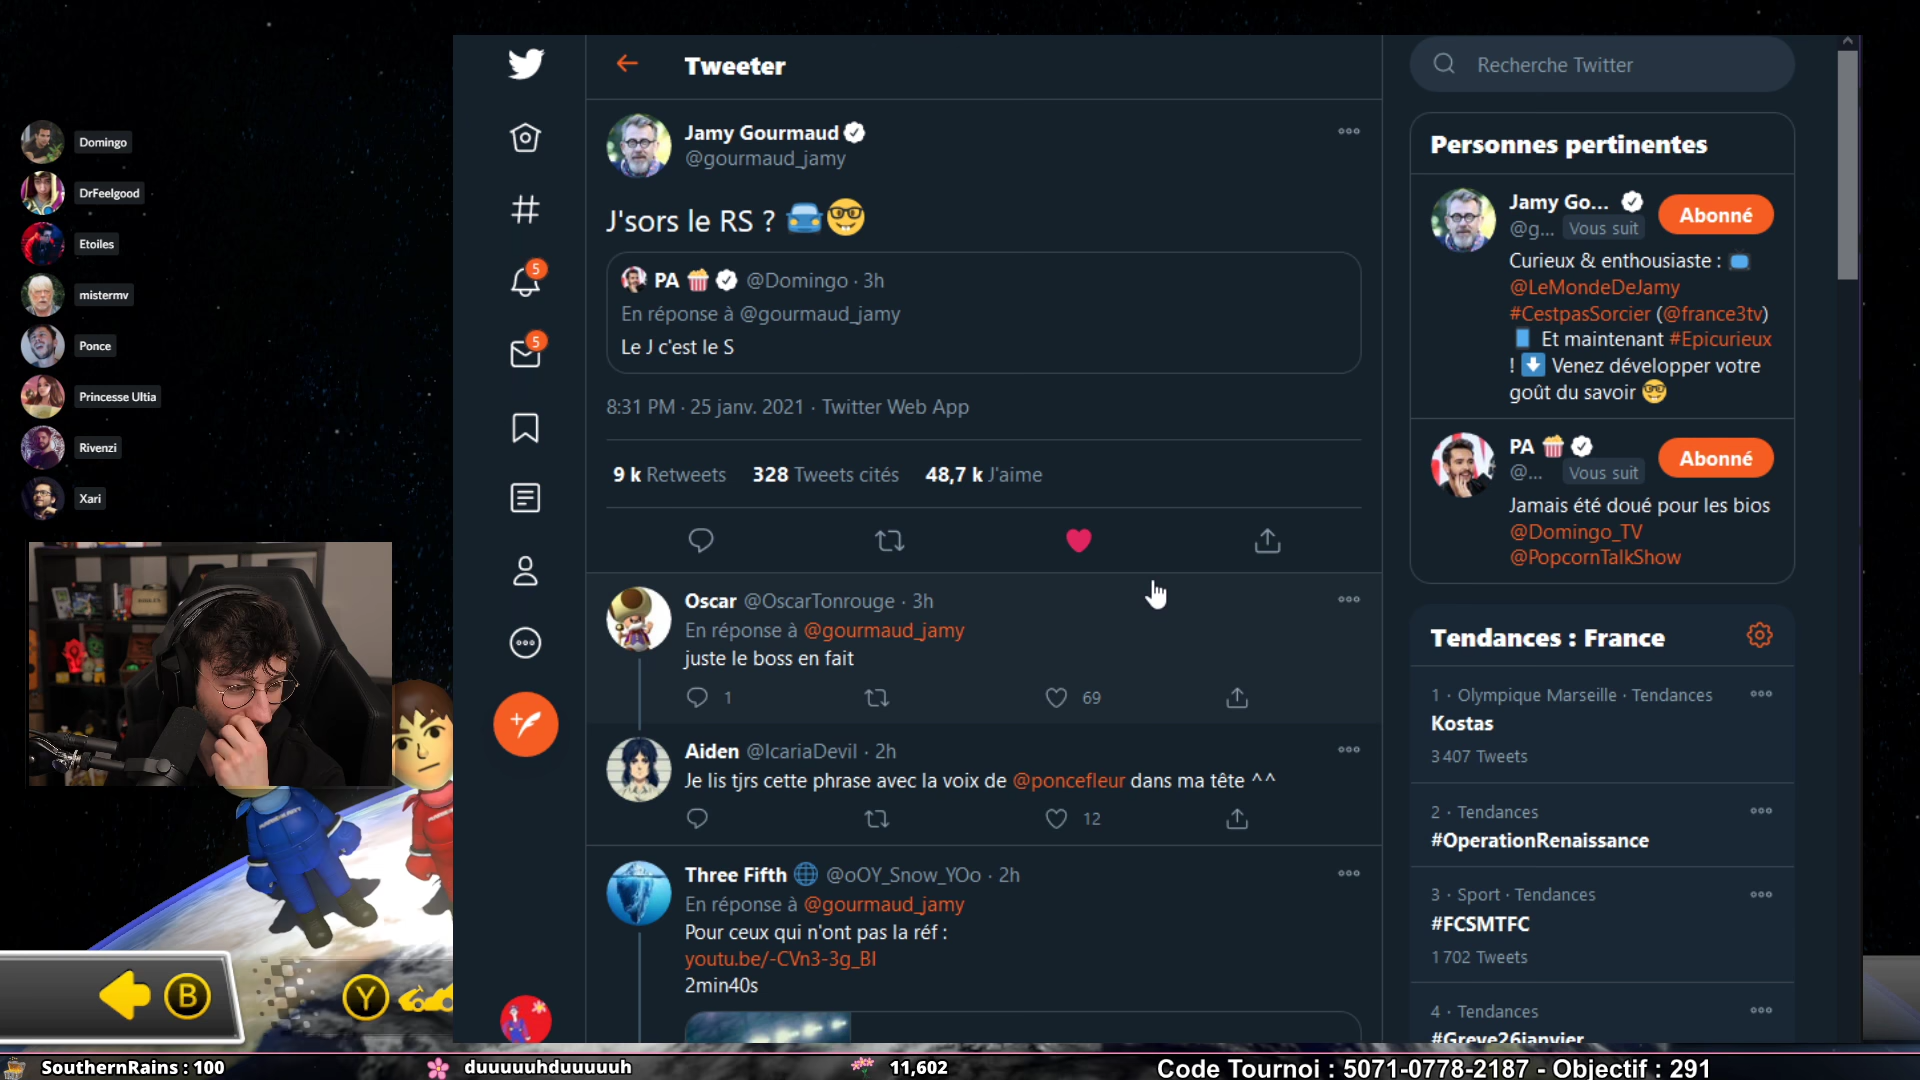 Domingo
DrFeelgood
Etoiles
mistermv
Ponce
Princesse Ultia
Rivenzi
Xari
B
Y
5
5
Tweeter
Jamy Gourmaud
@gourmaud_jamy
J'sors le RS ? 🚘🤓
PA 🍿 @Domingo · 3h
En réponse à @gourmaud_jamy
Le J c'est le S
8:31 PM · 25 janv. 2021 · Twitter Web App
9 k Retweets 328 Tweets cités 48,7 k J'aime
Oscar @OscarTonrouge · 3h
En réponse à @gourmaud_jamy
juste le boss en fait
1 69
Aiden @IcariaDevil · 2h
Je lis tjrs cette phrase avec la voix de @poncefleur dans ma tête ^^
12
Three Fifth 🌐 @oOY_Snow_YOo · 2h
En réponse à @gourmaud_jamy
Pour ceux qui n'ont pas la réf :
youtu.be/-CVn3-3g_BI
2min40s
Recherche Twitter
Personnes pertinentes
Jamy Go... Abonné
@g... Vous suit
Curieux & enthousiaste :
@LeMondeDeJamy
#CestpasSorcier (@france3tv)
Et maintenant #Epicurieux
! ⬇️ Venez développer votre
goût du savoir 🤓
PA 🍿 Abonné
@... Vous suit
Jamais été doué pour les bios
@Domingo_TV
@PopcornTalkShow
Tendances : France
1 · Olympique Marseille · Tendances
Kostas
3 407 Tweets
2 · Tendances
#OperationRenaissance
3 · Sport · Tendances
#FCSMTFC
1 702 Tweets
4 · Tendances
#Greve26janvier
SouthernRains : 100
duuuuuhduuuuuh
11,602
Code Tournoi : 5071-0778-2187 - Objectif : 291